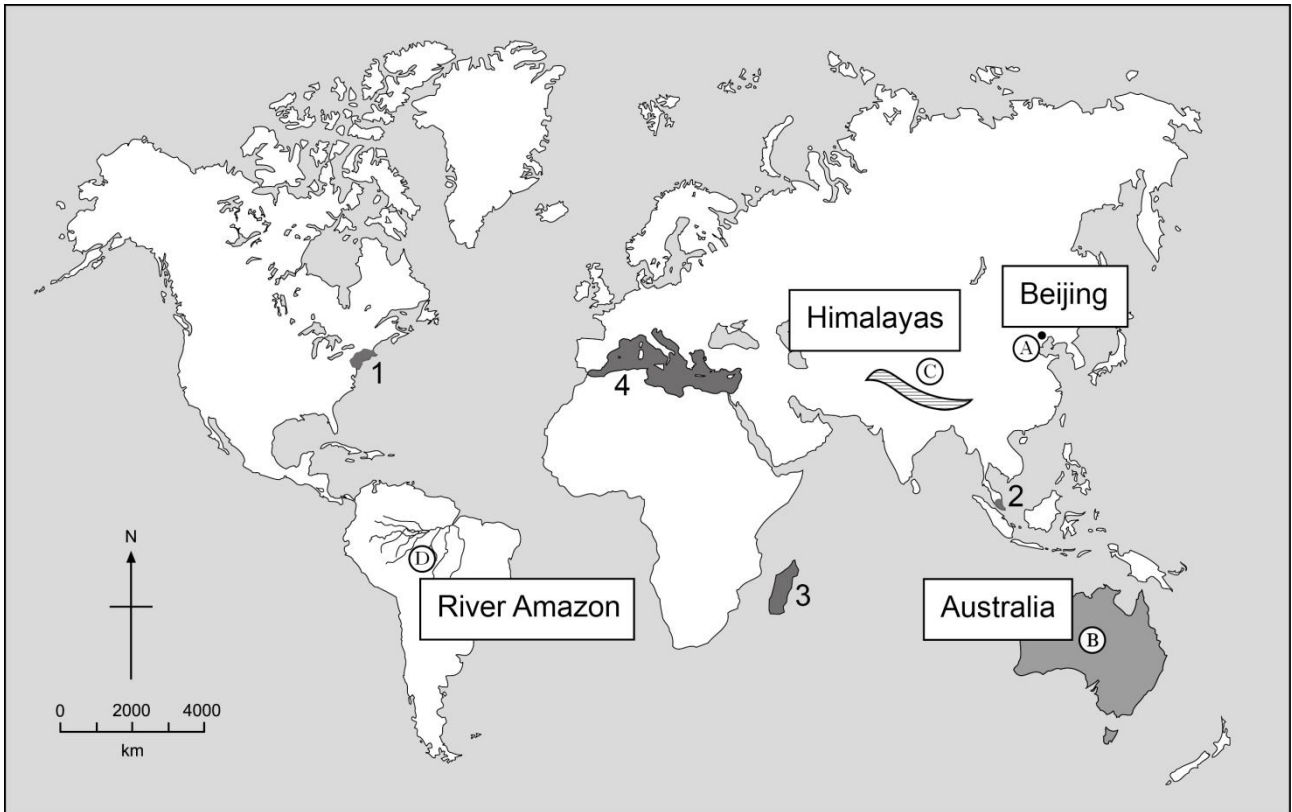 Beijing
Himalayas
A
C
1
4
2
N
D
3
River Amazon
Australia
B
0 2000 4000
km